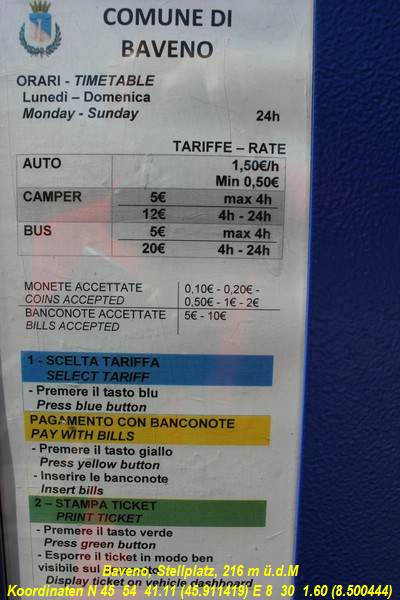 COMUNE DI
BAVENO
ORARI - TIMETABLE
Lunedì – Domenica
Monday - Sunday 24h
TARIFFE – RATE
AUTO 1,50€/h
Min 0,50€
CAMPER 5€ max 4h
12€ 4h - 24h
BUS 5€ max 4h
20€ 4h - 24h
MONETE ACCETTATE 0,10€ - 0,20€ -
COINS ACCEPTED 0,50€ - 1€ - 2€
BANCONOTE ACCETTATE 5€ - 10€
BILLS ACCEPTED
1 - SCELTA TARIFFA
SELECT TARIFF
- Premere il tasto blu
Press blue button
PAGAMENTO CON BANCONOTE
PAY WITH BILLS
- Premere il tasto giallo
Press yellow button
- Inserire le banconote
Insert bills
2 – STAMPA TICKET
PRINT TICKET
- Premere il tasto verde
Press green button
- Esporre il ticket in modo ben
visibile sul
Display ticket on vehicle dashboard
Baveno, Stellplatz, 216 m ü.d.M
Koordinaten N 45 54 41.11 (45.911419) E 8 30 1.60 (8.500444)